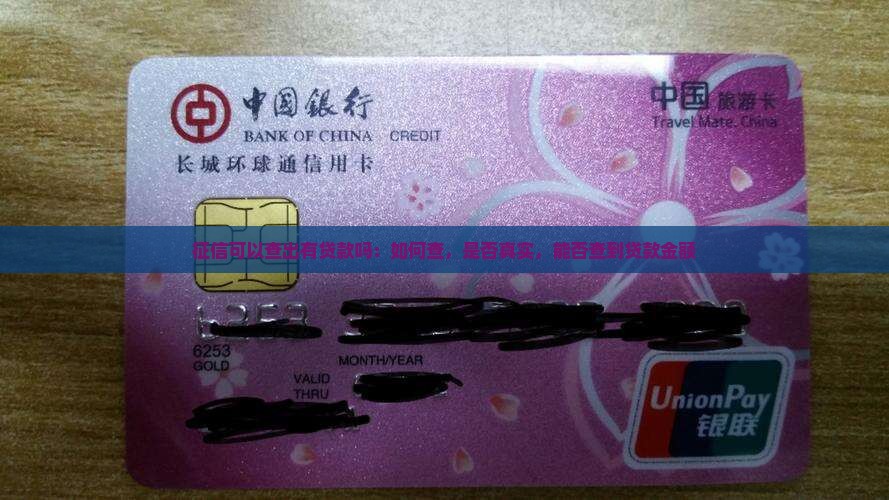 中国银行
BANK OF CHINA CREDIT
长城环球通信用卡
中国 旅游卡
Travel Mate. China
征信可以查出有贷款吗：如何查，是否真实，能否查到贷款金额
6253
6253
GOLD
MONTH/YEAR
VALID
THRU
UnionPay
银联